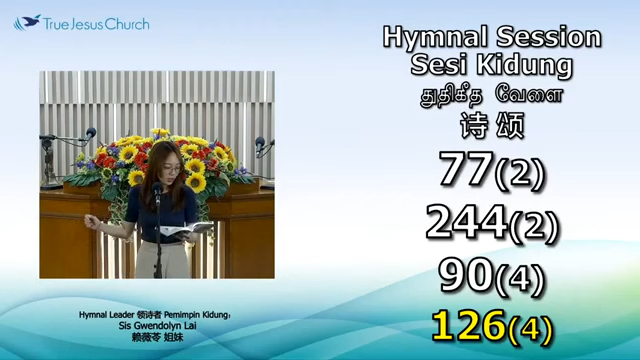 True Jesus Church
Hymnal Session
Sesi Kidung
துதிகீத வேளை
诗 颂
77(2)
244(2)
90(4)
126(4)
Hymnal Leader 领诗者 Pemimpin Kidung:
Sis Gwendolyn Lai
赖薇苓 姐妹